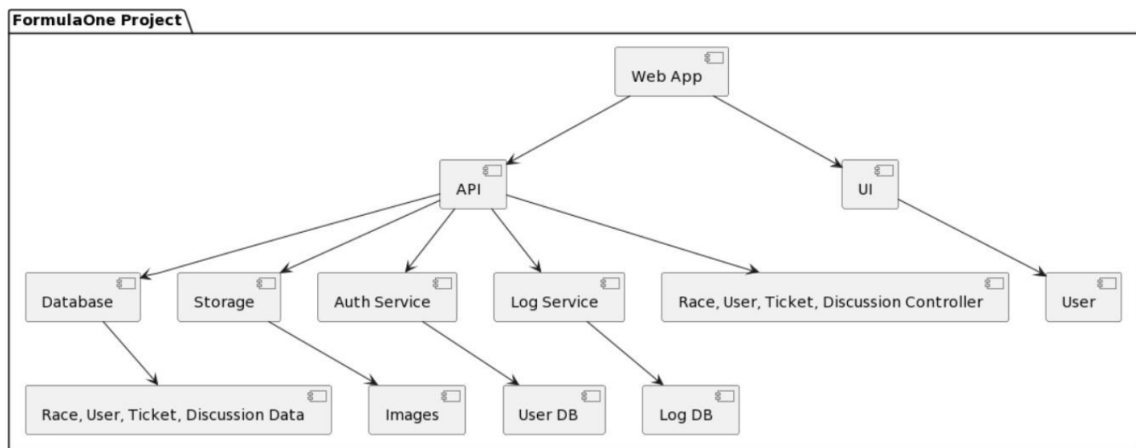 FormulaOne Project
Web App
API
UI
Database
Storage
Auth Service
Log Service
Race, User, Ticket, Discussion Controller
User
Race, User, Ticket, Discussion Data
Images
User DB
Log DB